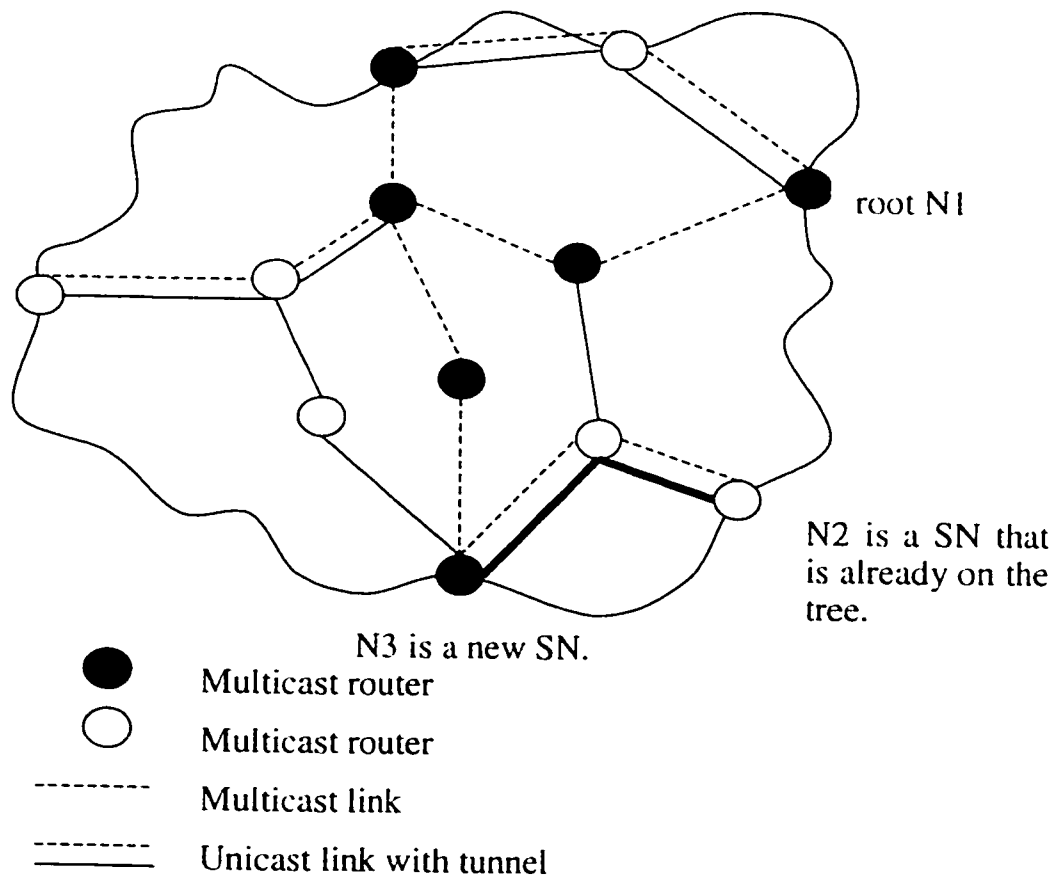 root N1
N2 is a SN that
is already on the
tree.
N3 is a new SN.
Multicast router
Multicast router
Multicast link
Unicast link with tunnel